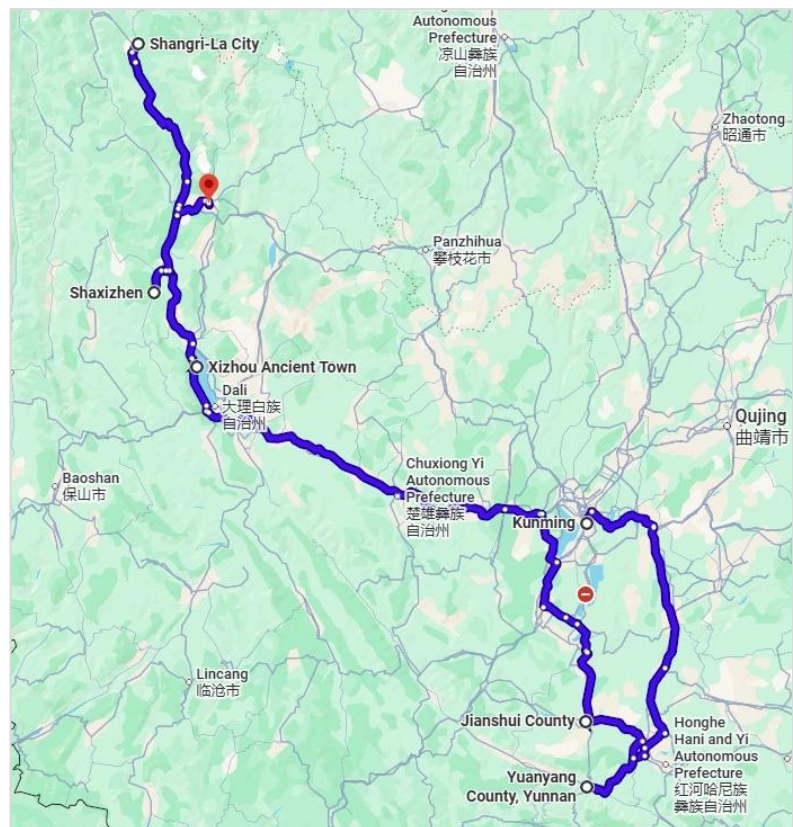 Shangri-La City
Autonomous
Prefecture
凉山彝族
自治州
Zhaotong
昭通市
Panzhihua
攀枝花市
Shaxizhen
Xizhou Ancient Town
Dali
大理白族
自治州
Qujing
曲靖市
Baoshan
保山市
Chuxiong Yi
Autonomous
Prefecture
楚雄彝族
自治州
Kunming
Lincang
临沧市
Jianshui County
Honghe
Hani and Yi
Autonomous
Prefecture
红河哈尼族
彝族自治州
Yuanyang
County, Yunnan